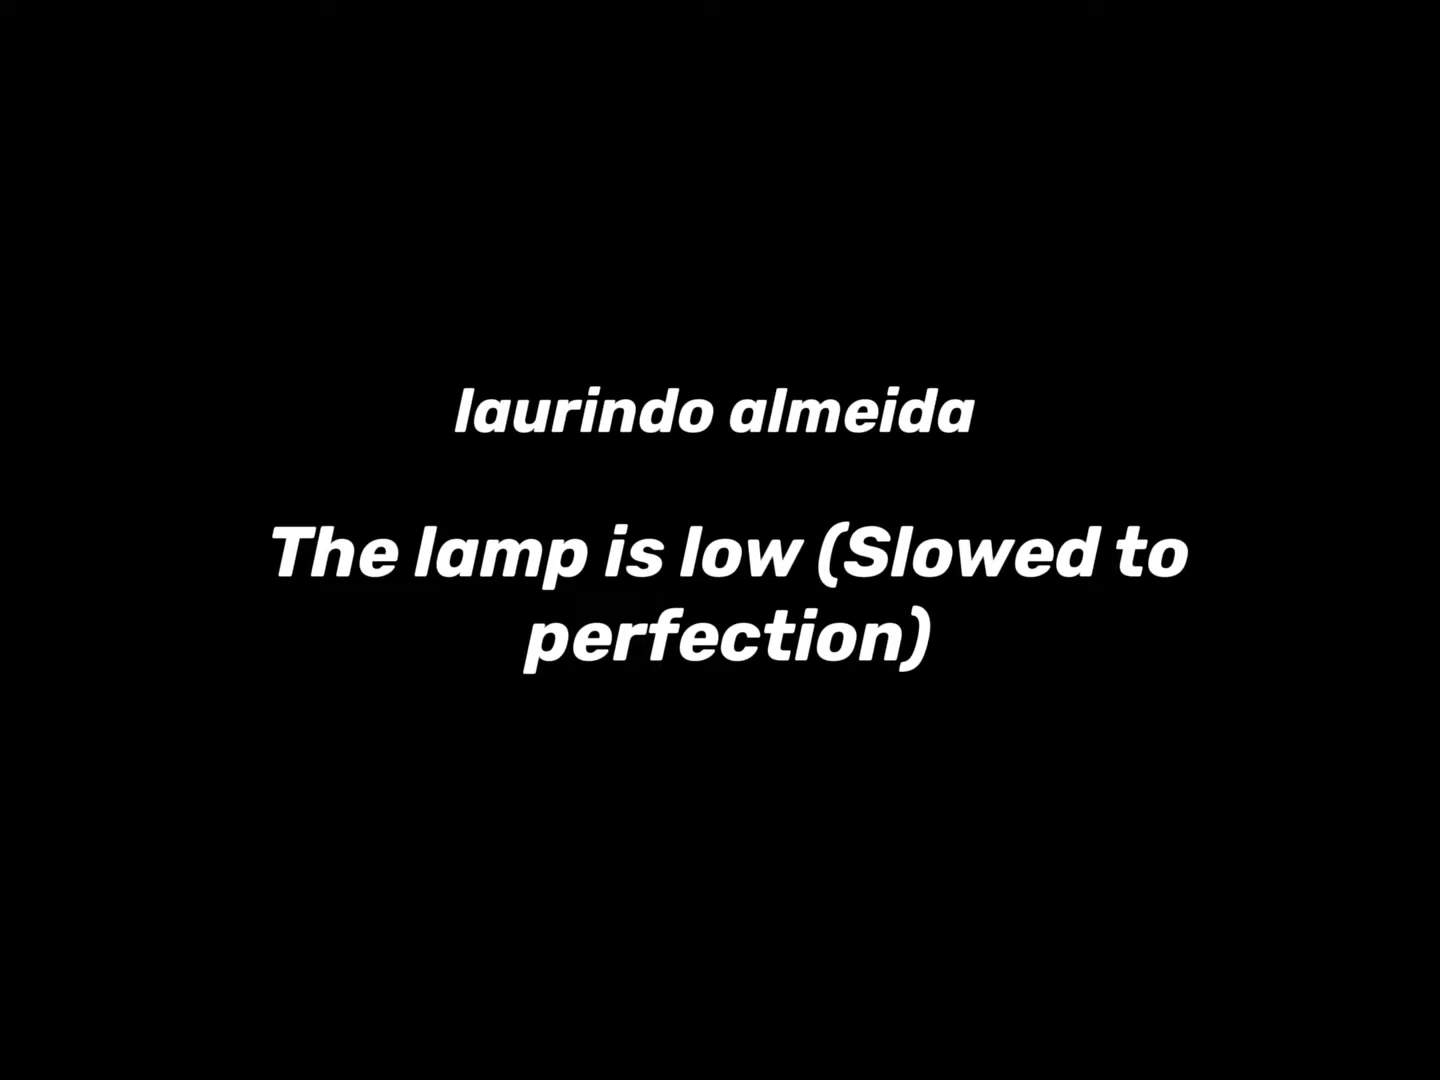 laurindo almeida
The lamp is low (Slowed to
perfection)